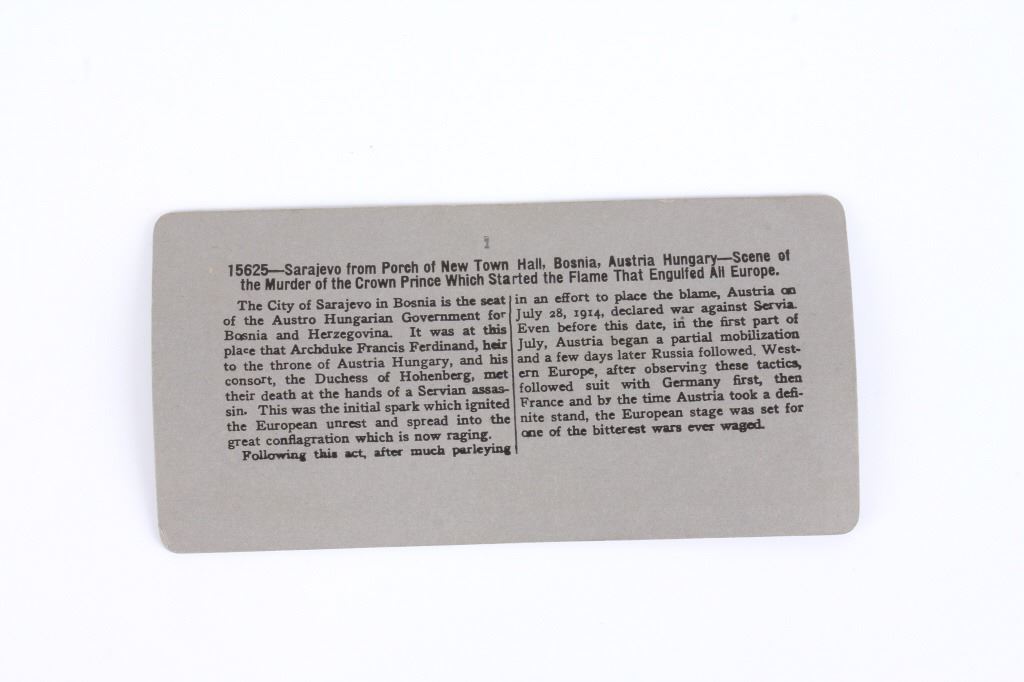 1
15625—Sarajevo from Porch of New Town Hall, Bosnia, Austria Hungary—Scene of
the Murder of the Crown Prince Which Started the Flame That Engulfed All Europe.
The City of Sarajevo in Bosnia is the seat
of the Austro Hungarian Government for
Bosnia and Herzegovina. It was at this
place that Archduke Francis Ferdinand, heir
to the throne of Austria Hungary, and his
consort, the Duchess of Hohenberg, met
their death at the hands of a Servian assas-
sin. This was the initial spark which ignited
the European unrest and spread into the
great conflagration which is now raging.
Following this act, after much parleying
in an effort to place the blame, Austria on
July 28, 1914, declared war against Servia.
Even before this date, in the first part of
July, Austria began a partial mobilization
and a few days later Russia followed. West-
ern Europe, after observing these tactics,
followed suit with Germany first, then
France and by the time Austria took a defi-
nite stand, the European stage was set for
one of the bitterest wars ever waged.